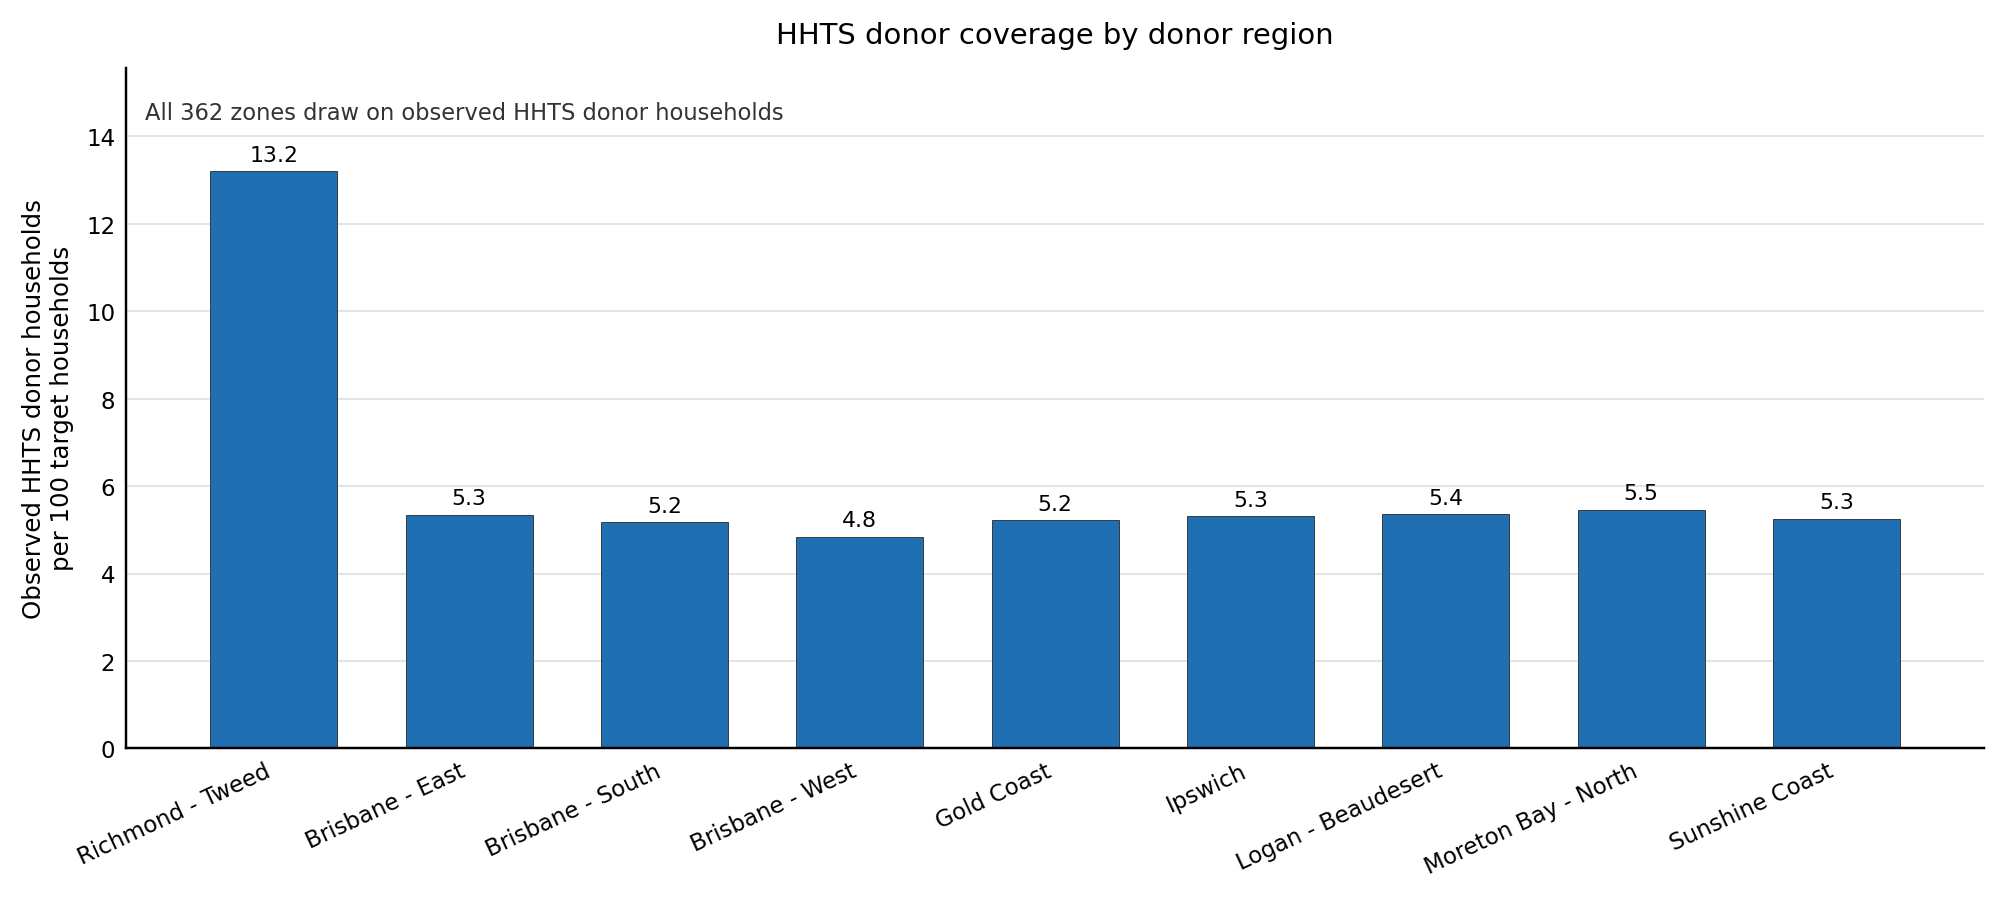 HHTS donor coverage by donor region
All 362 zones draw on observed HHTS donor households
Observed HHTS donor households
per 100 target households
14
12
10
8
6
4
2
0
13.2
5.3
5.2
4.8
5.2
5.3
5.4
5.5
5.3
Richmond - Tweed
Brisbane - East
Brisbane - South
Brisbane - West
Gold Coast
Ipswich
Logan - Beaudesert
Moreton Bay - North
Sunshine Coast